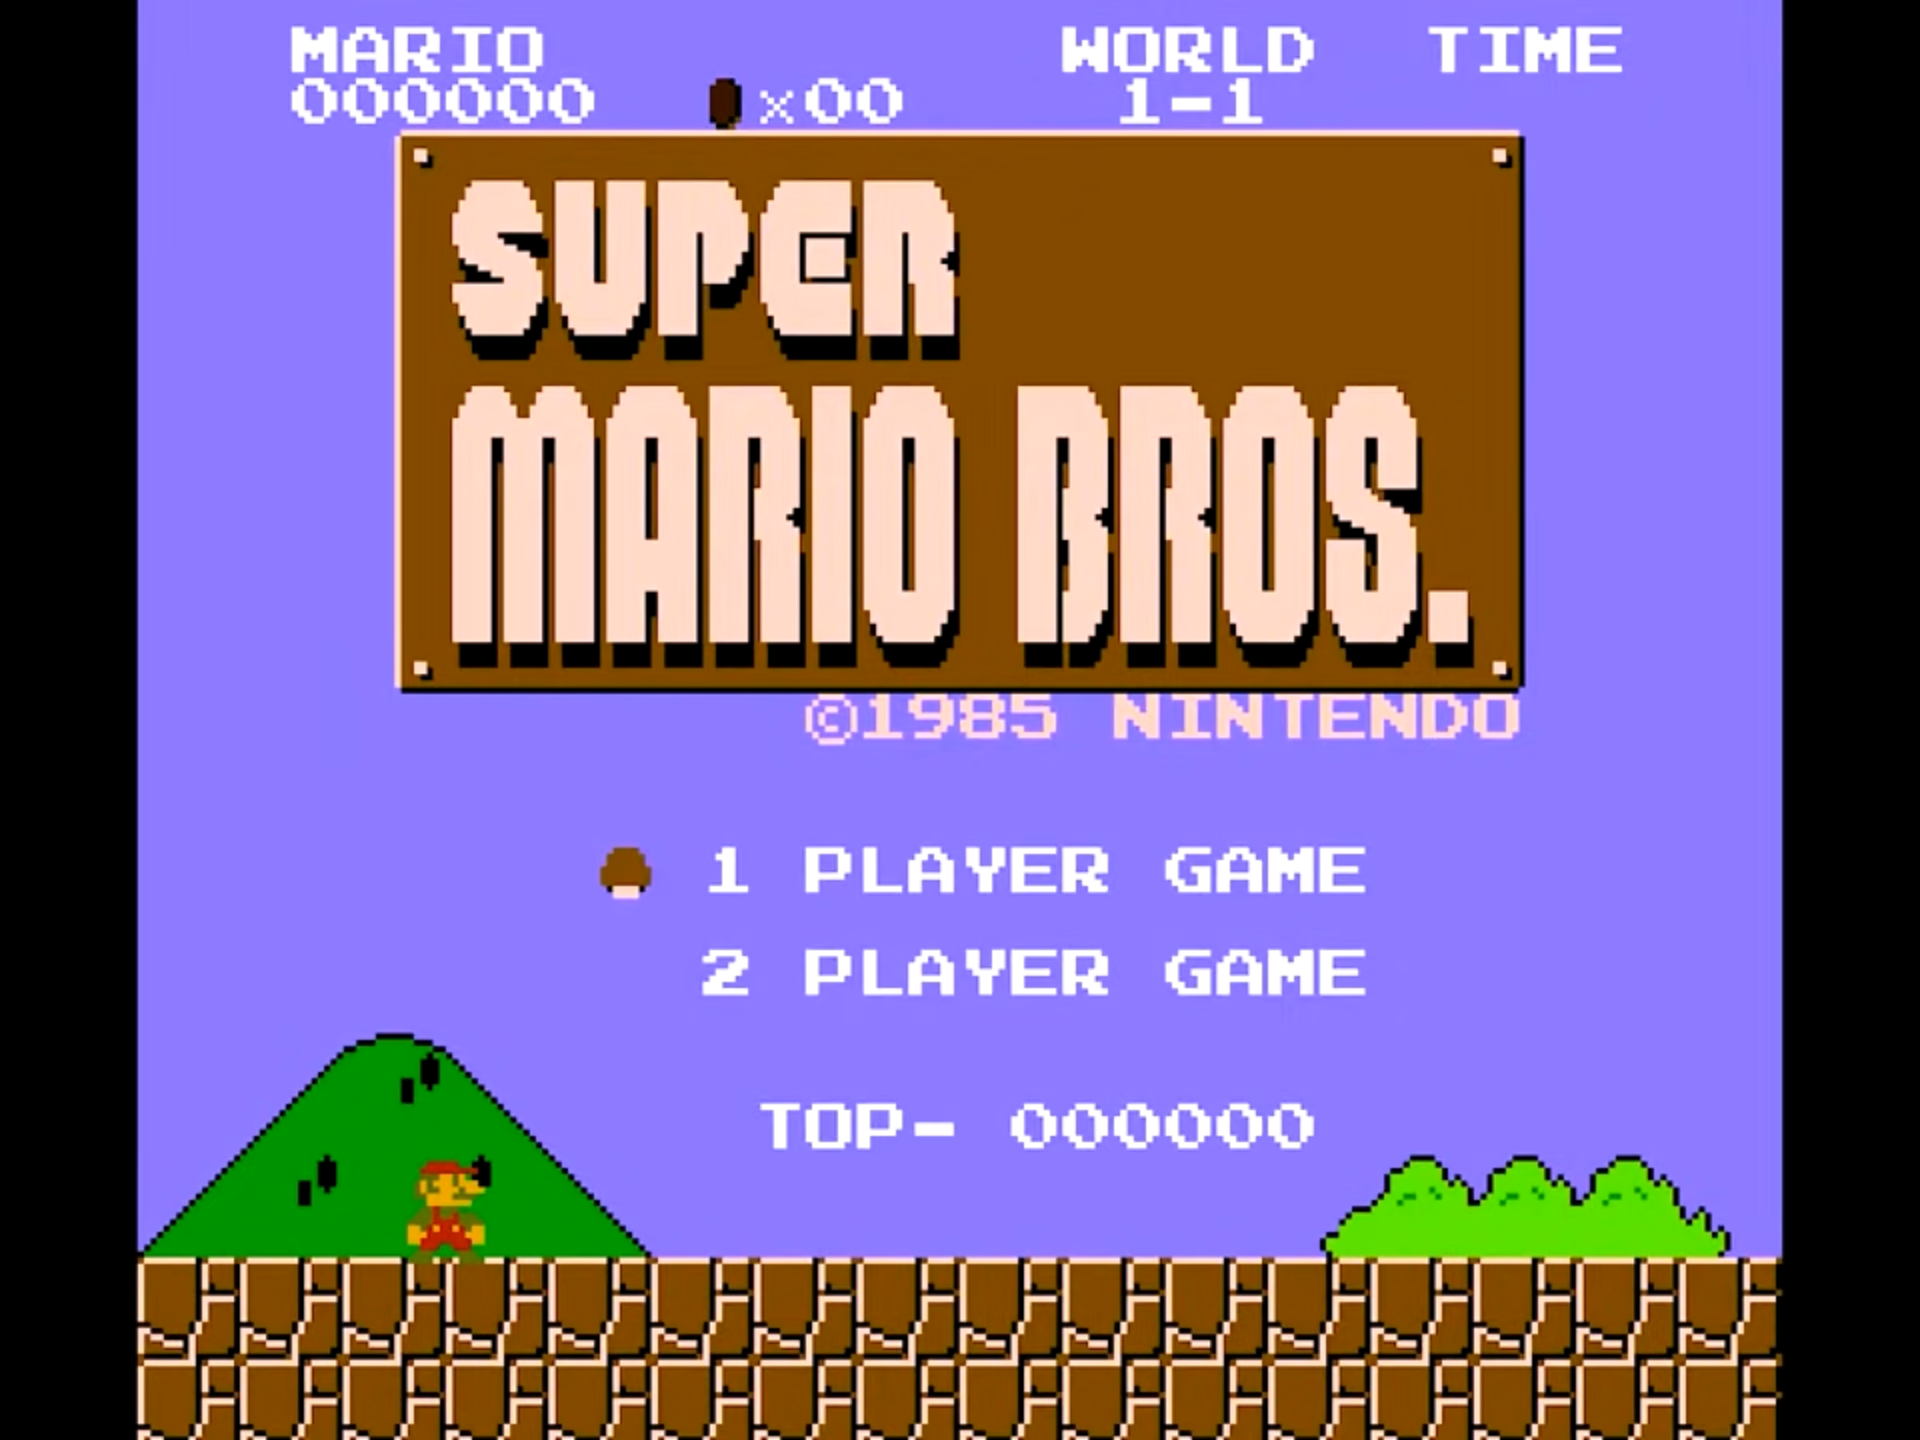 MARIO WORLD TIME
000000 x00 1-1
SUPER
MARIO BROS.
©1985 NINTENDO
1 PLAYER GAME
2 PLAYER GAME
TOP- 000000